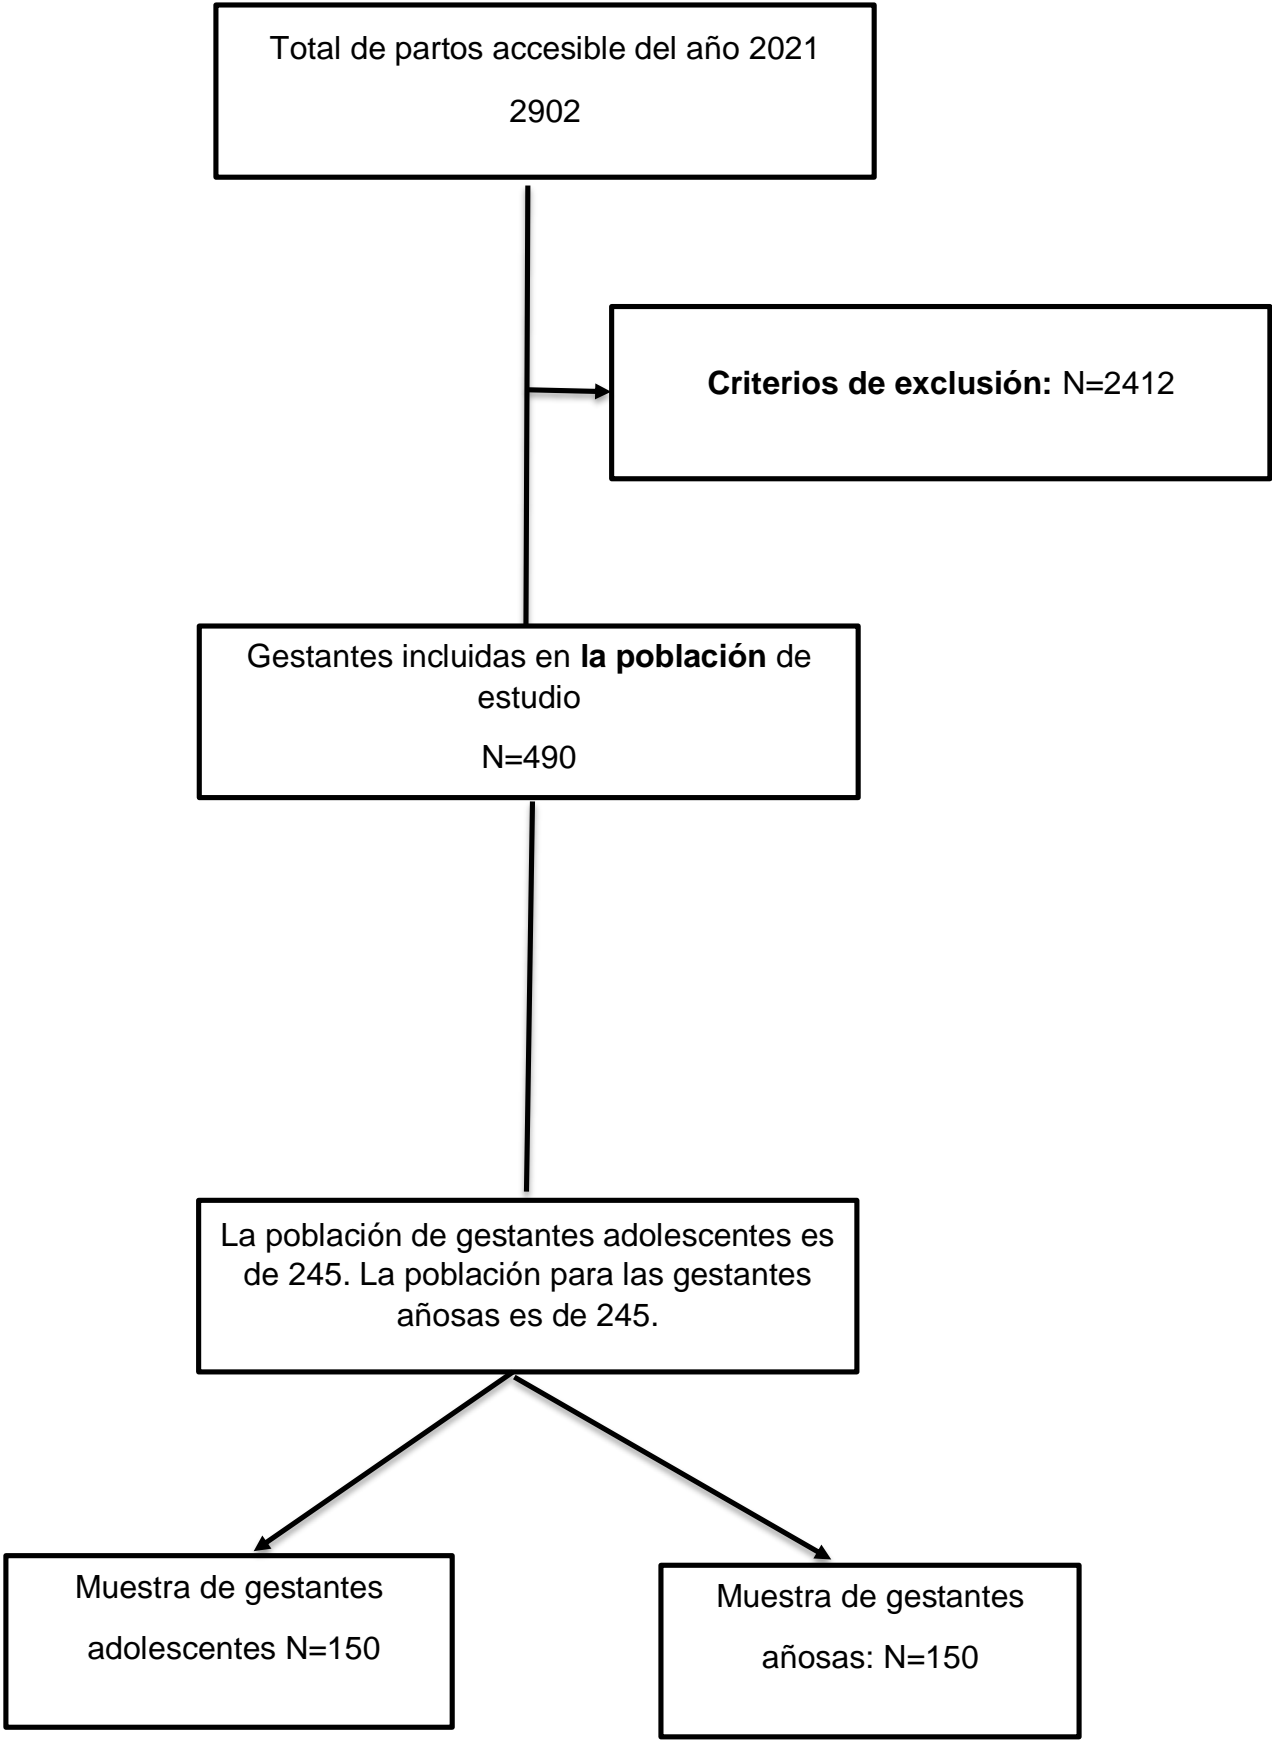 Total de partos accesible del año 2021
2902
Criterios de exclusión: N=2412
Gestantes incluidas en la población de
estudio
N=490
La población de gestantes adolescentes es
de 245. La población para las gestantes
añosas es de 245.
Muestra de gestantes
adolescentes N=150
Muestra de gestantes
añosas: N=150